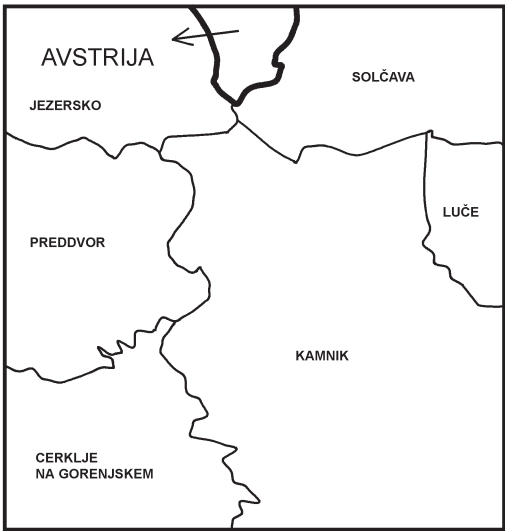 AVSTRIJA
SOLČAVA
JEZERSKO
LUČE
PREDDVOR
KAMNIK
CERKLJE
NA GORENJSKEM